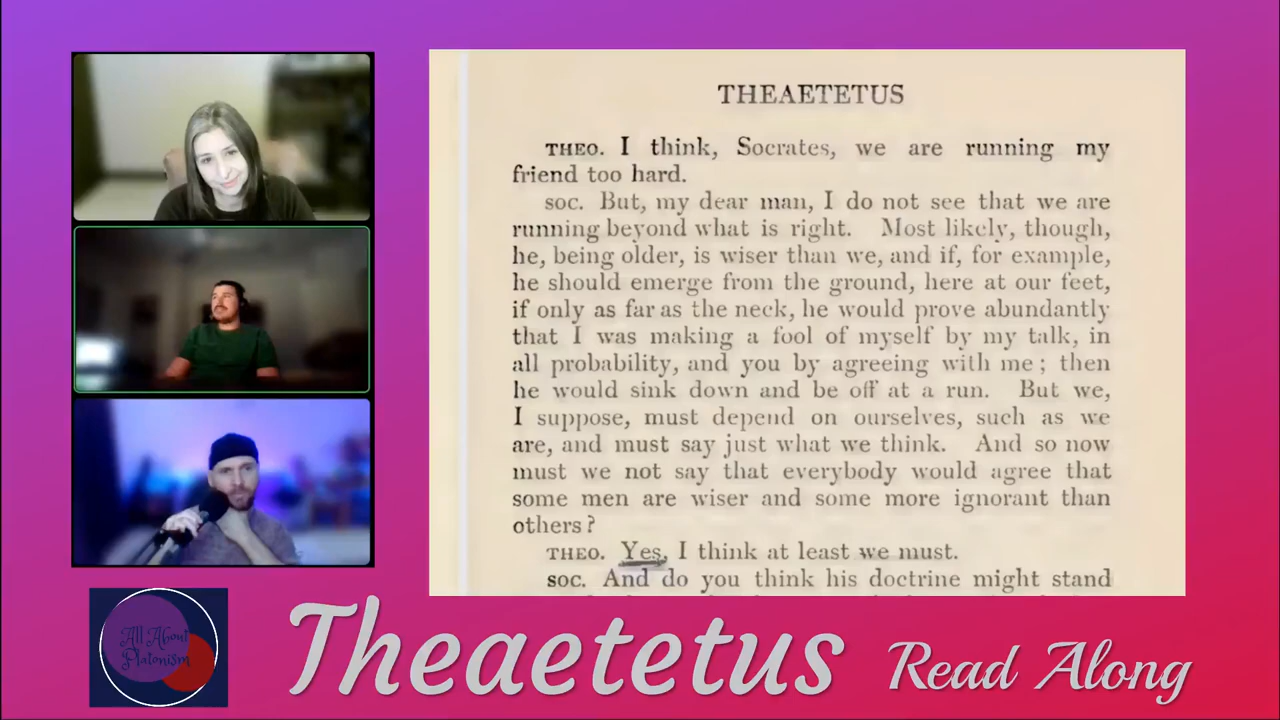 THEAETETUS
THEO. I think, Socrates, we are running my
friend too hard.
SOC. But, my dear man, I do not see that we are
running beyond what is right. Most likely, though,
he, being older, is wiser than we, and if, for example,
he should emerge from the ground, here at our feet,
if only as far as the neck, he would prove abundantly
that I was making a fool of myself by my talk, in
all probability, and you by agreeing with me; then
he would sink down and be off at a run. But we,
I suppose, must depend on ourselves, such as we
are, and must say just what we think. And so now
must we not say that everybody would agree that
some men are wiser and some more ignorant than
others?
THEO. Yes, I think at least we must.
SOC. And do you think his doctrine might stand
All About
Platonism
Theaetetus Read Along